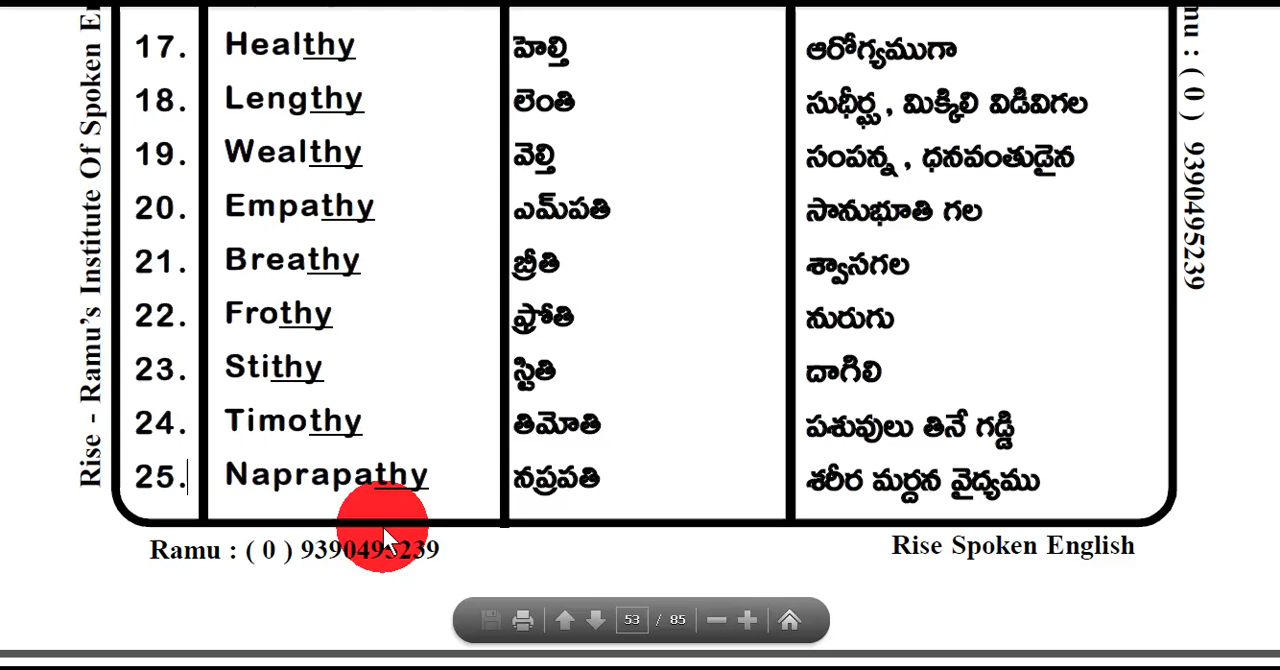 17. Healthy హెల్తి ఆరోగ్యముగా
18. Lengthy లెంతి సుధీర్ఘ , మిక్కిలి విడివిగల
19. Wealthy వెల్తి సంపన్న , ధనవంతుడైన
20. Empathy ఎమ్‌పతి సానుభూతి గల
21. Breathy బ్రీతి శ్వాసగల
22. Frothy ఫ్రోతి నురుగు
23. Stithy స్టితి దాగిలి
24. Timothy తిమోతి పశువులు తినే గడ్డి
25. Naprapathy నప్రపతి శరీర మర్దన వైద్యము
Ramu : ( 0 ) 9390495239
Rise Spoken English
Rise - Ramu's Institute Of Spoken
mu : ( 0 ) 9390495239
53 / 85